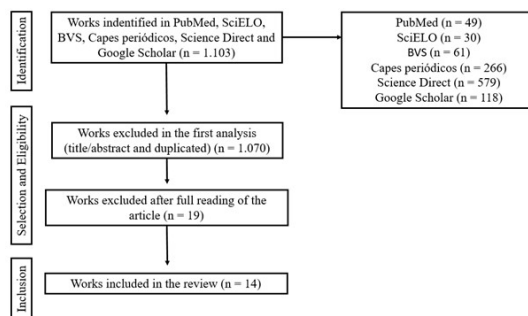 Identification
Works indentified in PubMed, SciELO,
BVS, Capes periódicos, Science Direct and
Google Scholar (n = 1.103)
PubMed (n = 49)
SciELO (n = 30)
BVS (n = 61)
Capes periódicos (n = 266)
Science Direct (n = 579)
Google Scholar (n = 118)
Selection and Eligibility
Works excluded in the first analysis
(title/abstract and duplicated) (n = 1.070)
Works excluded after full reading of the
article (n = 19)
Inclusion
Works included in the review (n = 14)